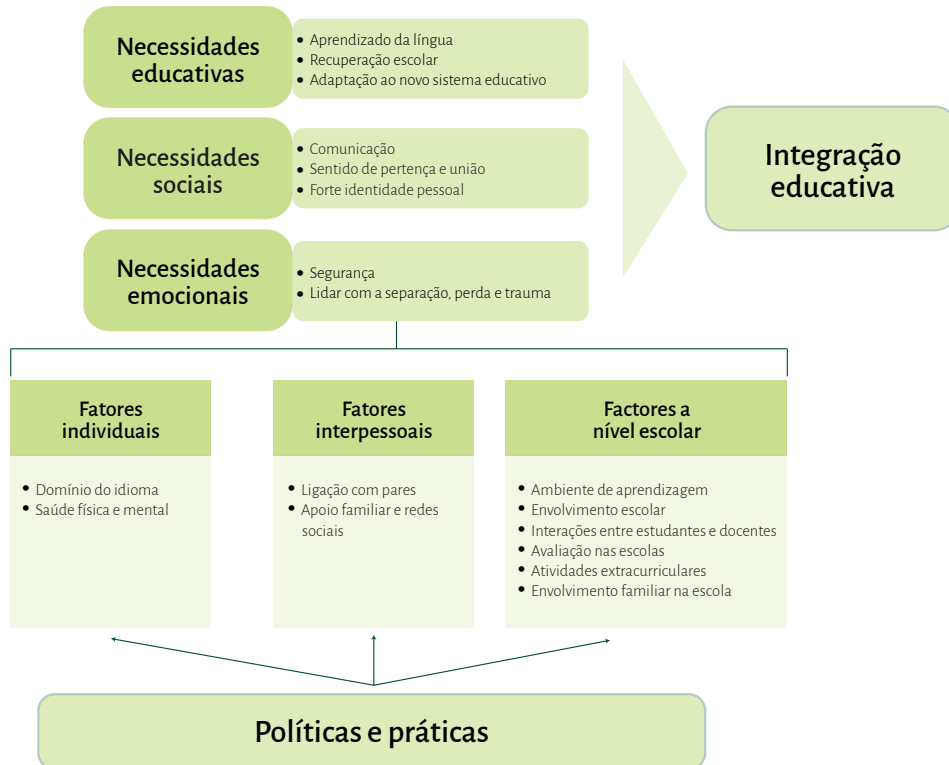 Necessidades
educativas
• Aprendizado da língua
• Recuperação escolar
• Adaptação ao novo sistema educativo
Necessidades
sociais
• Comunicação
• Sentido de pertença e união
• Forte identidade pessoal
Necessidades
emocionais
• Segurança
• Lidar com a separação, perda e trauma
Integração
educativa
Fatores
individuais
• Domínio do idioma
• Saúde física e mental
Fatores
interpessoais
• Ligação com pares
• Apoio familiar e redes
sociais
Factores a
nível escolar
• Ambiente de aprendizagem
• Envolvimento escolar
• Interações entre estudantes e docentes
• Avaliação nas escolas
• Atividades extracurriculares
• Envolvimento familiar na escola
Políticas e práticas